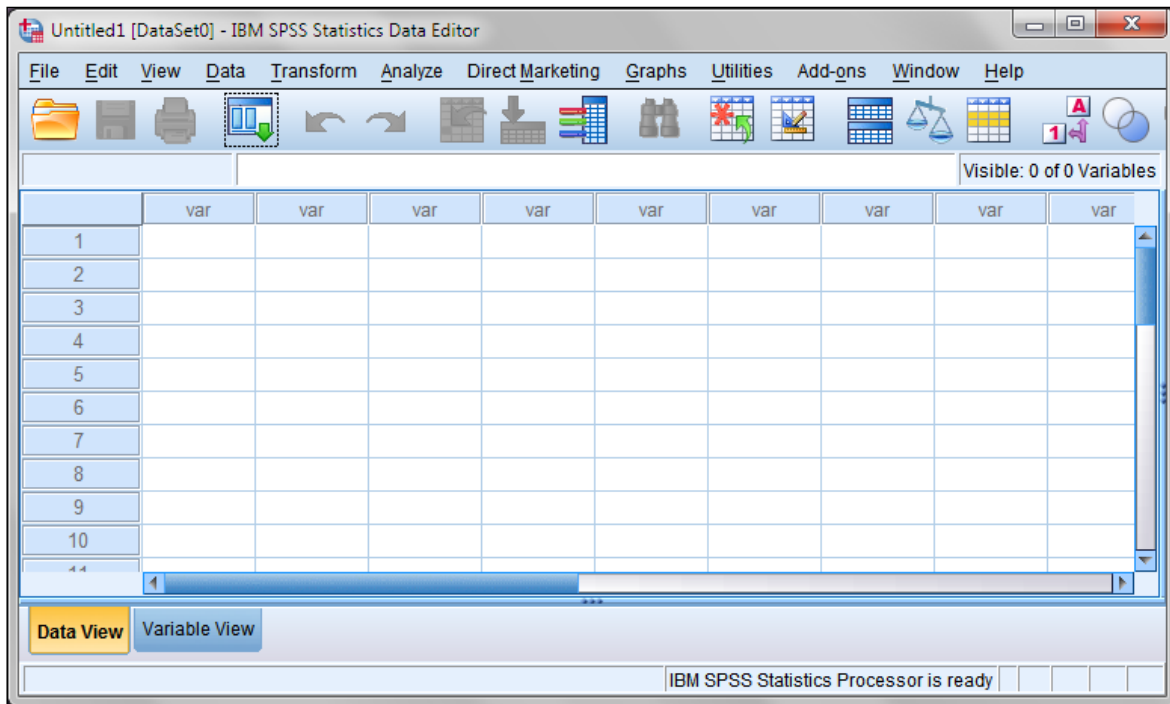 Untitled1 [DataSet0] - IBM SPSS Statistics Data Editor
File Edit View Data Transform Analyze Direct Marketing Graphs Utilities Add-ons Window Help
A
1
Visible: 0 of 0 Variables
var var var var var var var var var
1
2
3
4
5
6
7
8
9
10
11
Data View Variable View
IBM SPSS Statistics Processor is ready